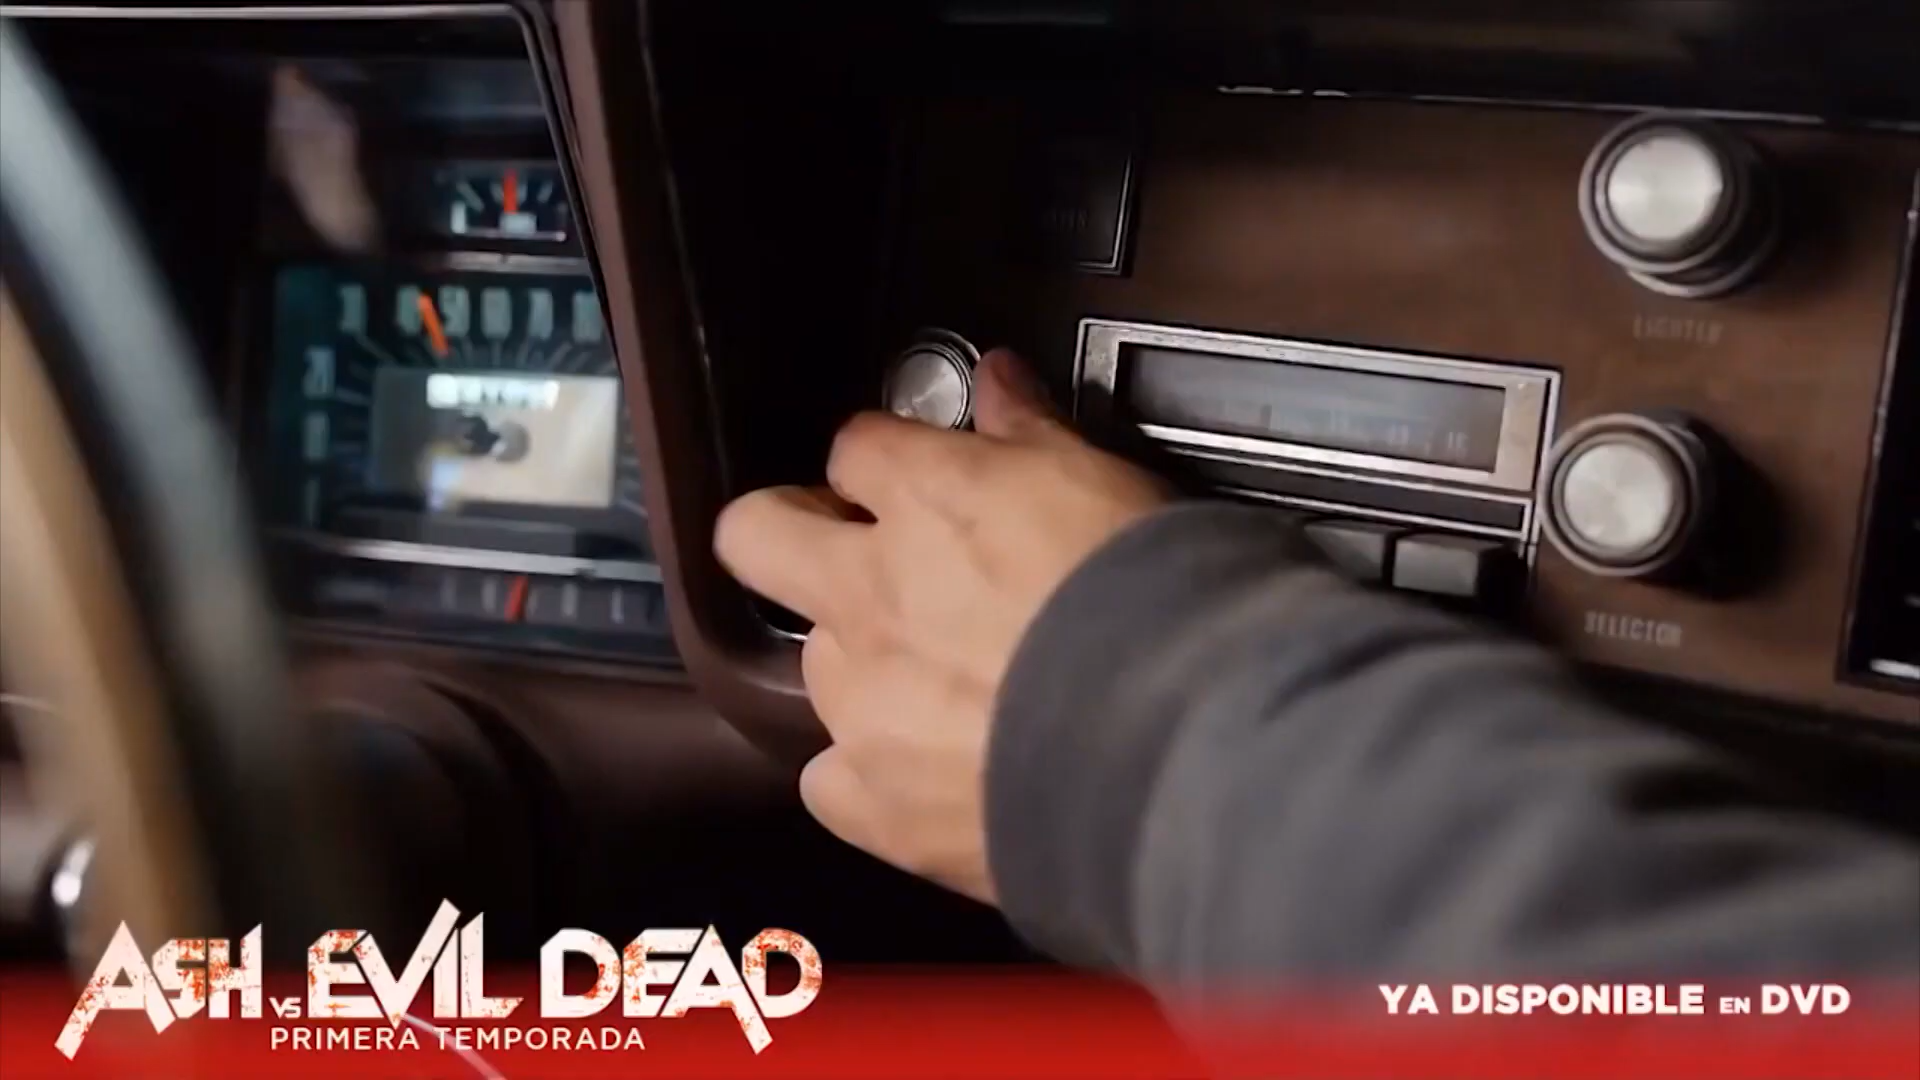 LIGHTER
SELECTOR
ASH vs EVIL DEAD
PRIMERA TEMPORADA
YA DISPONIBLE EN DVD